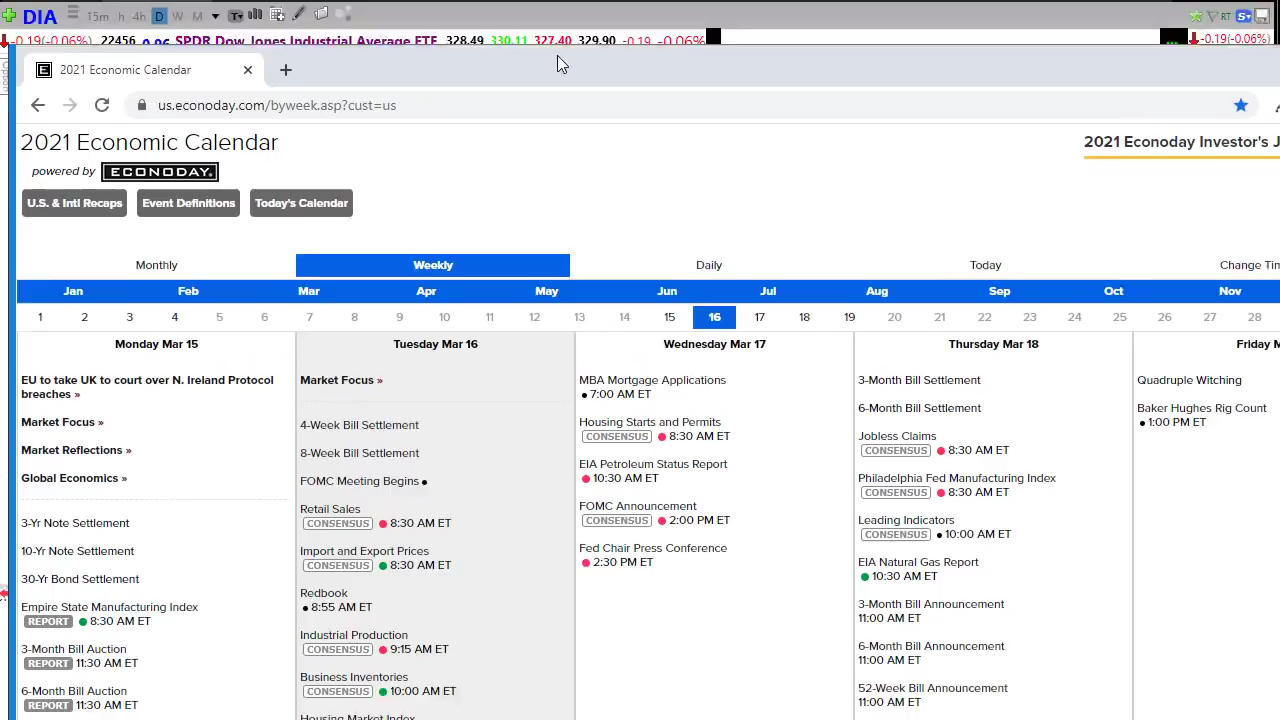 DIA 15m h 4h D W M T RT S
-0.19(-0.06%) 22456 0.06 SPDR Dow Jones Industrial Average ETF 328.49 330.11 327.40 329.90 -0.19 -0.06% -0.19(-0.06%)
Option
2021 Economic Calendar
us.econoday.com/byweek.asp?cust=us
2021 Economic Calendar
2021 Econoday Investor's J
powered by ECONODAY
U.S. & Intl Recaps Event Definitions Today's Calendar
Monthly Weekly Daily Today Change Tim
Jan Feb Mar Apr May Jun Jul Aug Sep Oct Nov
1 2 3 4 5 6 7 8 9 10 11 12 13 14 15 16 17 18 19 20 21 22 23 24 25 26 27 28
Monday Mar 15
EU to take UK to court over N. Ireland Protocol
breaches »
Market Focus »
Market Reflections »
Global Economics »
3-Yr Note Settlement
10-Yr Note Settlement
30-Yr Bond Settlement
Empire State Manufacturing Index
REPORT 8:30 AM ET
3-Month Bill Auction
REPORT 11:30 AM ET
6-Month Bill Auction
REPORT 11:30 AM ET
Tuesday Mar 16
Market Focus »
4-Week Bill Settlement
8-Week Bill Settlement
FOMC Meeting Begins
Retail Sales
CONSENSUS 8:30 AM ET
Import and Export Prices
CONSENSUS 8:30 AM ET
Redbook
8:55 AM ET
Industrial Production
CONSENSUS 9:15 AM ET
Business Inventories
CONSENSUS 10:00 AM ET
Housing Market Index
Wednesday Mar 17
MBA Mortgage Applications
7:00 AM ET
Housing Starts and Permits
CONSENSUS 8:30 AM ET
EIA Petroleum Status Report
10:30 AM ET
FOMC Announcement
CONSENSUS 2:00 PM ET
Fed Chair Press Conference
2:30 PM ET
Thursday Mar 18
3-Month Bill Settlement
6-Month Bill Settlement
Jobless Claims
CONSENSUS 8:30 AM ET
Philadelphia Fed Manufacturing Index
CONSENSUS 8:30 AM ET
Leading Indicators
CONSENSUS 10:00 AM ET
EIA Natural Gas Report
10:30 AM ET
3-Month Bill Announcement
11:00 AM ET
6-Month Bill Announcement
11:00 AM ET
52-Week Bill Announcement
11:00 AM ET
Friday M
Quadruple Witching
Baker Hughes Rig Count
1:00 PM ET